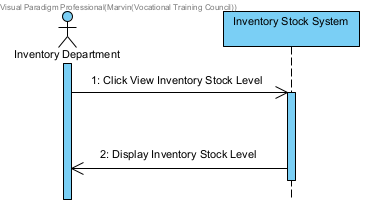 Visual Paradigm Professional(Marvin(Vocational Training Council))
Inventory Stock System
Inventory Department
1: Click View Inventory Stock Level
2: Display Inventory Stock Level